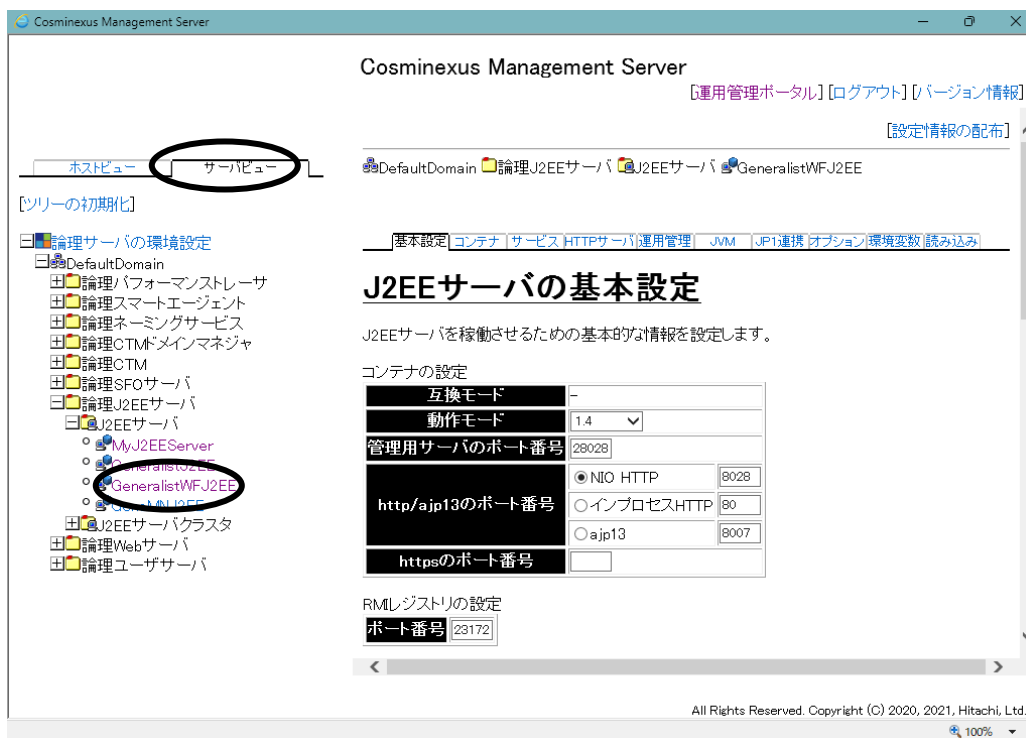 Cosminexus Management Server
Cosminexus Management Server
[運用管理ポータル] [ログアウト] [バージョン情報]
[設定情報の配布]
ホストビュー サーバビュー
DefaultDomain 論理J2EEサーバ J2EEサーバ GeneralistWFJ2EE
[ツリーの初期化]
論理サーバの環境設定
DefaultDomain
論理パフォーマンストレーサ
論理スマートエージェント
論理ネーミングサービス
論理CTMドメインマネジャ
論理CTM
論理SFOサーバ
論理J2EEサーバ
J2EEサーバ
MyJ2EEServer
GeneralistJ2EE
GeneralistWFJ2EE
J2EEサーバクラスタ
論理Webサーバ
論理ユーザサーバ
基本設定 コンテナ サービス HTTPサーバ 運用管理 JVM JP1連携 オプション 環境変数 読み込み
J2EEサーバの基本設定
J2EEサーバを稼働させるための基本的な情報を設定します。
コンテナの設定
互換モード -
動作モード 1.4
管理用サーバのポート番号 28028
http/ajp13のポート番号
NIO HTTP 8028
インプロセスHTTP 80
ajp13 8007
httpsのポート番号
RMIレジストリの設定
ポート番号 23172
All Rights Reserved. Copyright (C) 2020, 2021, Hitachi, Ltd.
100%